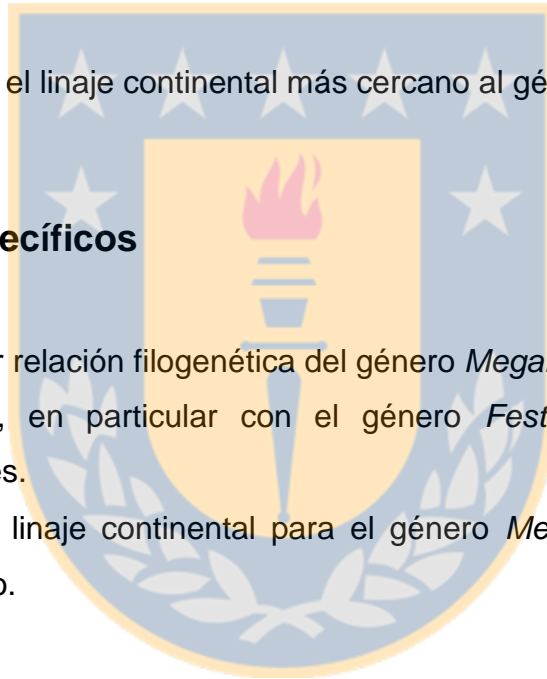 el linaje continental más cercano al gé
ecíficos
r relación filogenética del género Mega
, en particular con el género Fest
es.
linaje continental para el género Me
o.